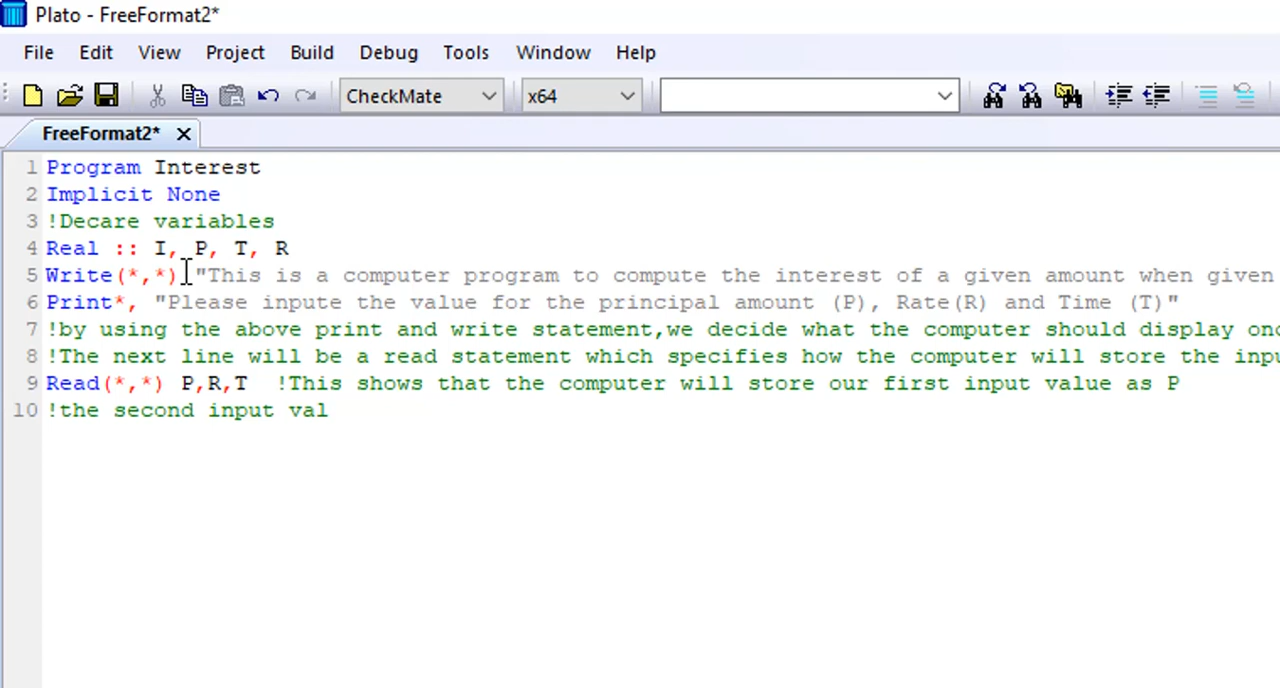 Plato - FreeFormat2*
File Edit View Project Build Debug Tools Window Help
CheckMate x64
FreeFormat2*
1 Program Interest
2 Implicit None
3 !Decare variables
4 Real :: I, P, T, R
5 Write(*,*) "This is a computer program to compute the interest of a given amount when given
6 Print*, "Please inpute the value for the principal amount (P), Rate(R) and Time (T)"
7 !by using the above print and write statement,we decide what the computer should display
8 !The next line will be a read statement which specifies how the computer will store the
9 Read(*,*) P,R,T !This shows that the computer will store our first input value as P
10 !the second input val